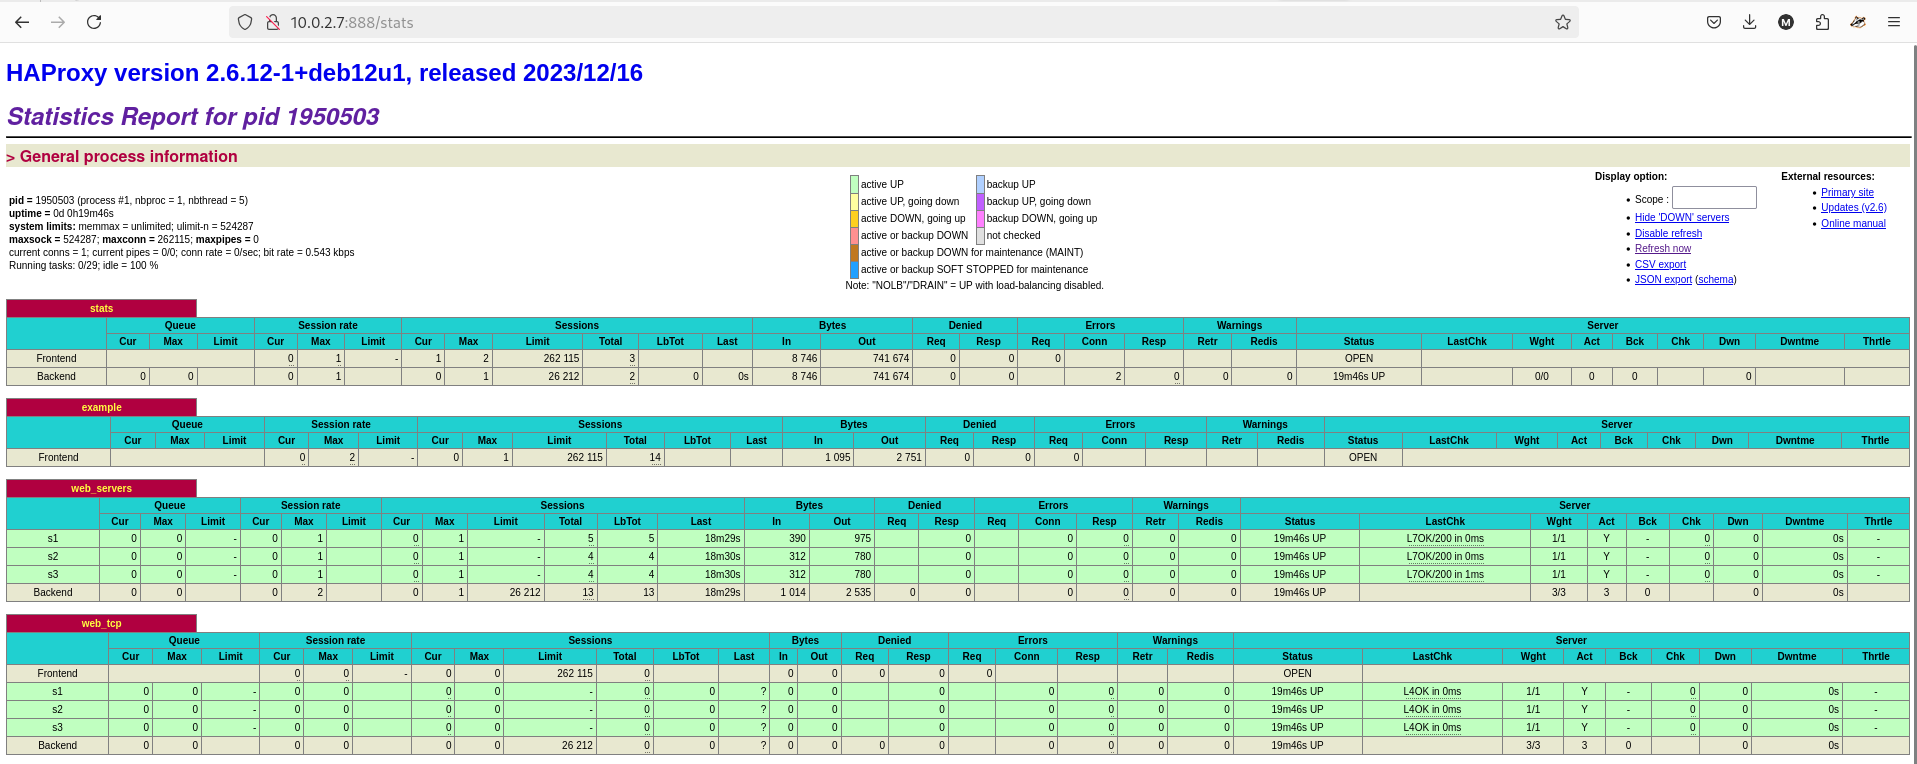 10.0.2.7:888/stats
HAProxy version 2.6.12-1+deb12u1, released 2023/12/16
Statistics Report for pid 1950503
> General process information
pid = 1950503 (process #1, nbproc = 1, nbthread = 5)
uptime = 0d 0h19m46s
system limits: memmax = unlimited; ulimit-n = 524287
maxsock = 524287; maxconn = 262115; maxpipes = 0
current conns = 1; current pipes = 0/0; conn rate = 0/sec; bit rate = 0.543 kbps
Running tasks: 0/29; idle = 100 %
active UP backup UP
active UP, going down backup UP, going down
active DOWN, going up backup DOWN, going up
active or backup DOWN not checked
active or backup DOWN for maintenance (MAINT)
active or backup SOFT STOPPED for maintenance
Note: "NOLB"/"DRAIN" = UP with load-balancing disabled.
Display option:
• Scope :
• Hide 'DOWN' servers
• Disable refresh
• Refresh now
• CSV export
• JSON export (schema)
External resources:
• Primary site
• Updates (v2.6)
• Online manual
stats
Queue Session rate Sessions Bytes Denied Errors Warnings Server
Cur Max Limit Cur Max Limit Cur Max Limit Total LbTot Last In Out Req Resp Req Conn Resp Retr Redis Status LastChk Wght Act Bck Chk Dwn Dwntme Thrtle
Frontend 0 1 - 1 2 262 115 3 8 746 741 674 0 0 0 OPEN
Backend 0 0 0 1 0 1 26 212 2 0 0s 8 746 741 674 0 0 2 0 0 0 19m46s UP 0/0 0 0 0
example
Queue Session rate Sessions Bytes Denied Errors Warnings Server
Cur Max Limit Cur Max Limit Cur Max Limit Total LbTot Last In Out Req Resp Req Conn Resp Retr Redis Status LastChk Wght Act Bck Chk Dwn Dwntme Thrtle
Frontend 0 2 - 0 1 262 115 14 1 095 2 751 0 0 0 OPEN
web_servers
Queue Session rate Sessions Bytes Denied Errors Warnings Server
Cur Max Limit Cur Max Limit Cur Max Limit Total LbTot Last In Out Req Resp Req Conn Resp Retr Redis Status LastChk Wght Act Bck Chk Dwn Dwntme Thrtle
s1 0 0 - 0 1 0 1 - 5 5 18m29s 390 975 0 0 0 0 0 19m46s UP L7OK/200 in 0ms 1/1 Y - 0 0 0s -
s2 0 0 - 0 1 0 1 - 4 4 18m30s 312 780 0 0 0 0 0 19m46s UP L7OK/200 in 0ms 1/1 Y - 0 0 0s -
s3 0 0 - 0 1 0 1 - 4 4 18m30s 312 780 0 0 0 0 0 19m46s UP L7OK/200 in 1ms 1/1 Y - 0 0 0s -
Backend 0 0 0 2 0 1 26 212 13 13 18m29s 1 014 2 535 0 0 0 0 0 0 19m46s UP 3/3 3 0 0 0s
web_tcp
Queue Session rate Sessions Bytes Denied Errors Warnings Server
Cur Max Limit Cur Max Limit Cur Max Limit Total LbTot Last In Out Req Resp Req Conn Resp Retr Redis Status LastChk Wght Act Bck Chk Dwn Dwntme Thrtle
Frontend 0 0 - 0 0 262 115 0 0 0 0 0 0 OPEN
s1 0 0 - 0 0 0 0 - 0 0 ? 0 0 0 0 0 0 0 19m46s UP L4OK in 0ms 1/1 Y - 0 0 0s -
s2 0 0 - 0 0 0 0 - 0 0 ? 0 0 0 0 0 0 0 19m46s UP L4OK in 0ms 1/1 Y - 0 0 0s -
s3 0 0 - 0 0 0 0 - 0 0 ? 0 0 0 0 0 0 0 19m46s UP L4OK in 0ms 1/1 Y - 0 0 0s -
Backend 0 0 0 0 0 0 26 212 0 0 ? 0 0 0 0 0 0 0 0 19m46s UP 3/3 3 0 0 0s